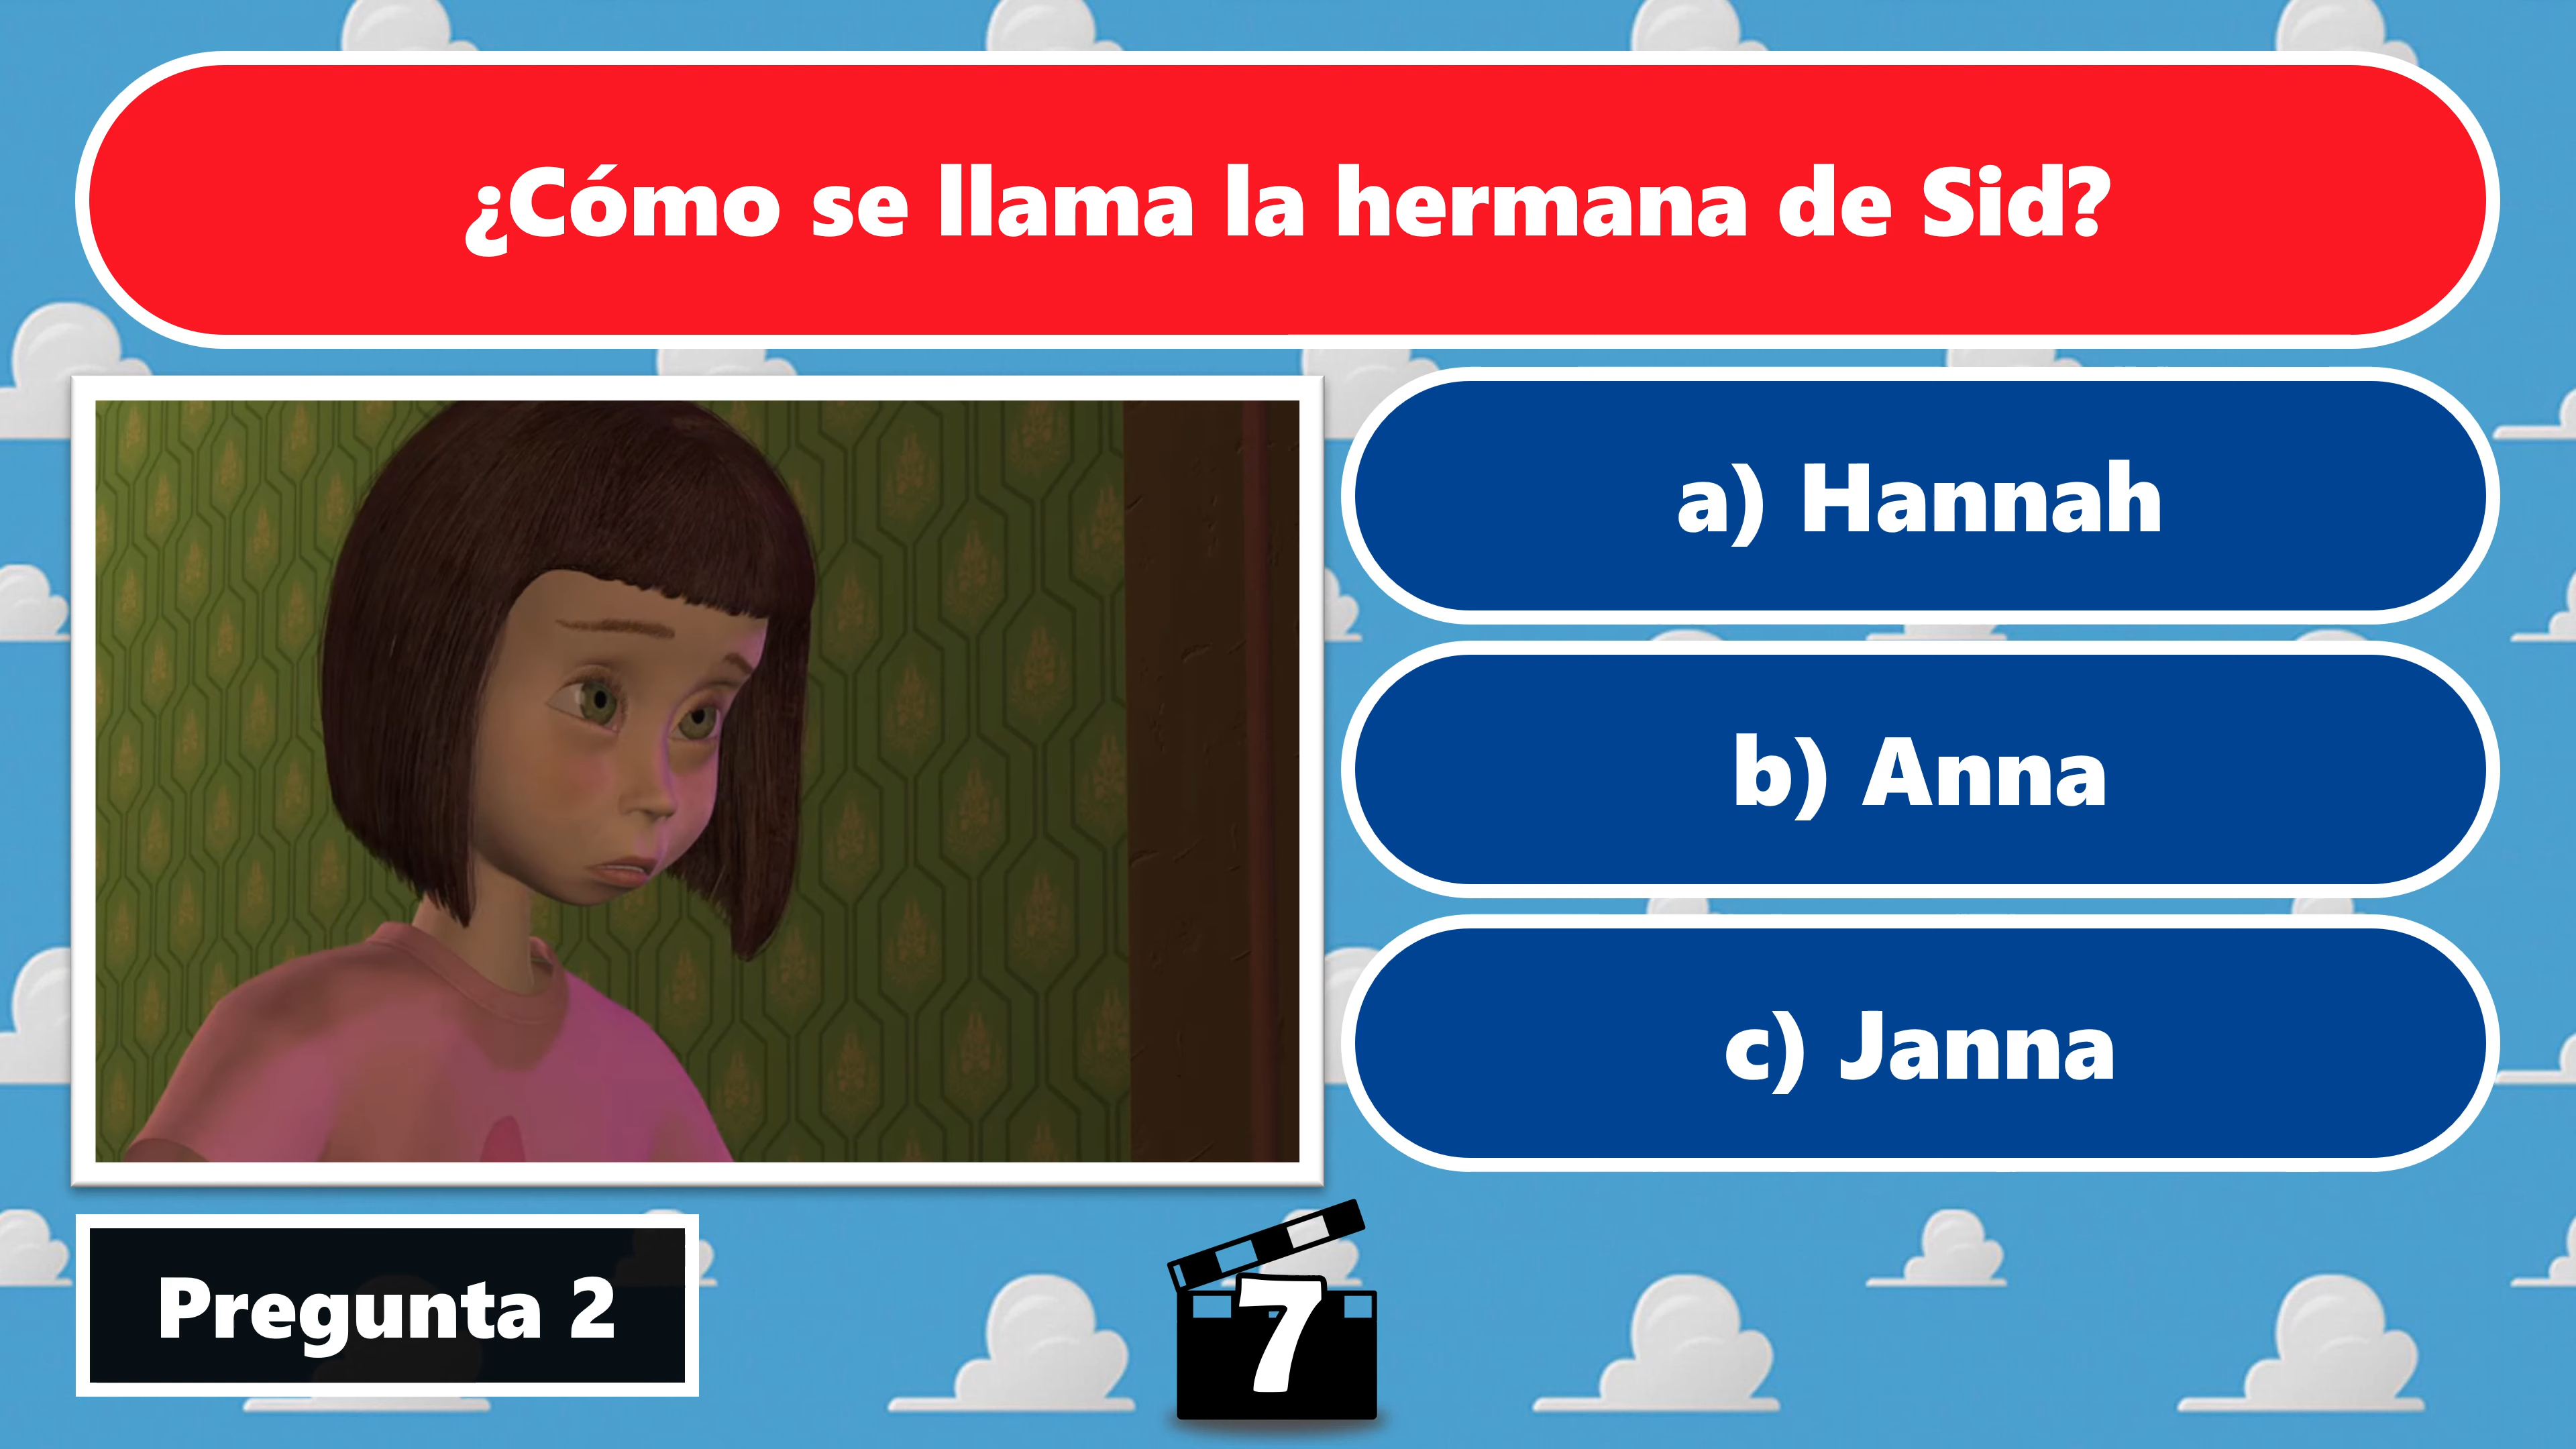 ¿Cómo se llama la hermana de Sid?
a) Hannah
b) Anna
c) Janna
Pregunta 2
7